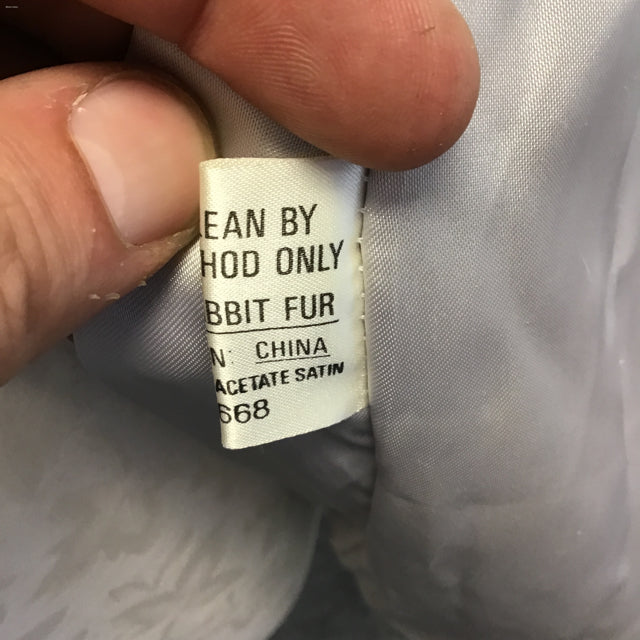 LEAN BY
HOD ONLY
BBIT FUR
N: CHINA
ACETATE SATIN
668